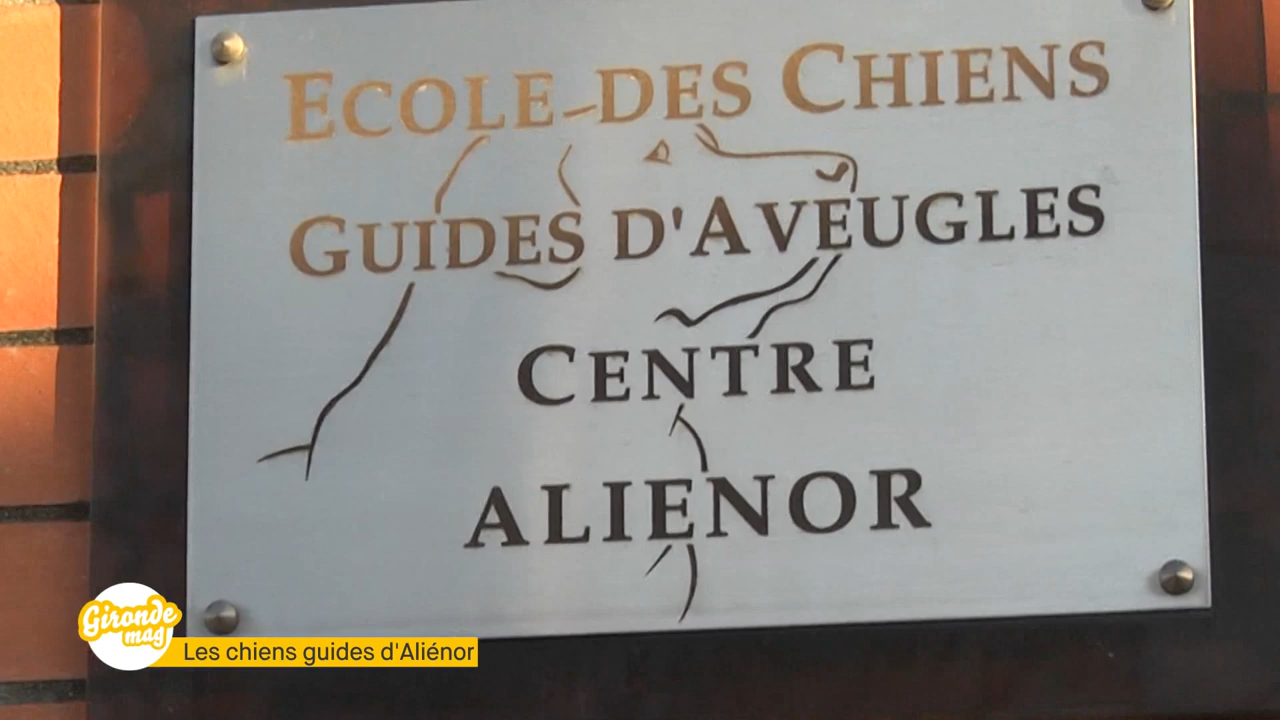 ECOLE DES CHIENS
GUIDES D'AVEUGLES
CENTRE
ALIENOR
Gironde
mag
Les chiens guides d'Aliénor